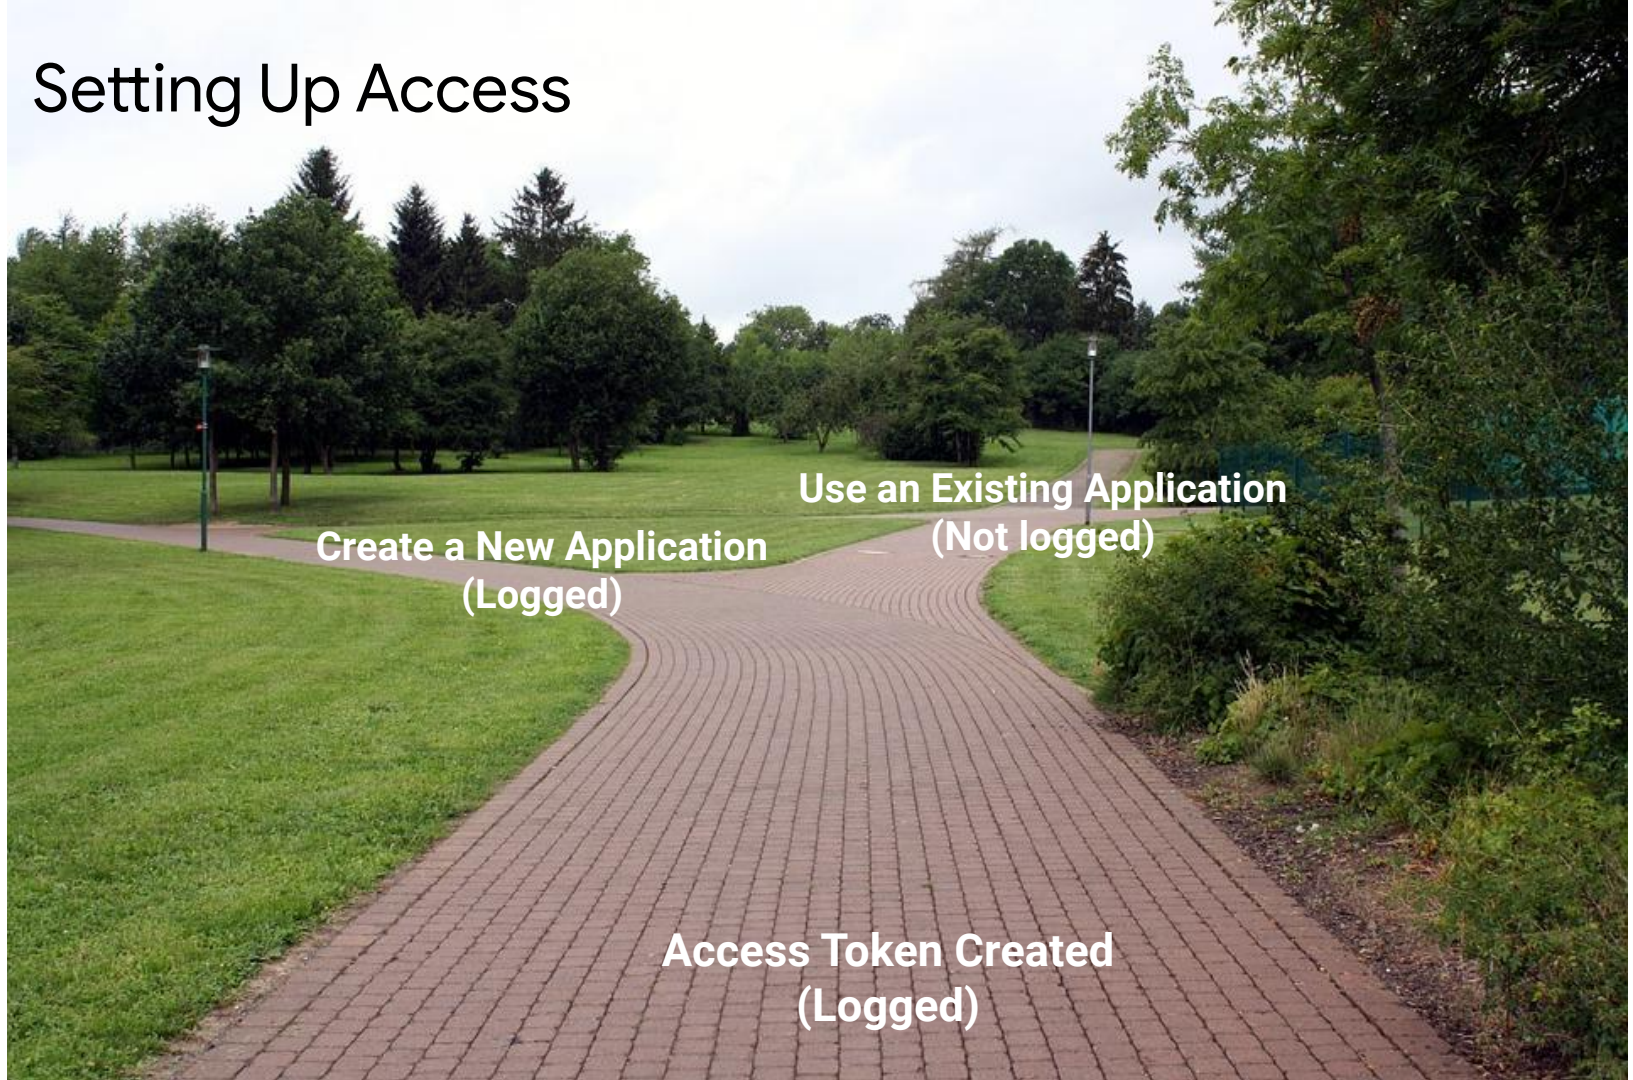 Setting Up Access
Use an Existing Application
(Not logged)
Create a New Application
(Logged)
Access Token Created
(Logged)